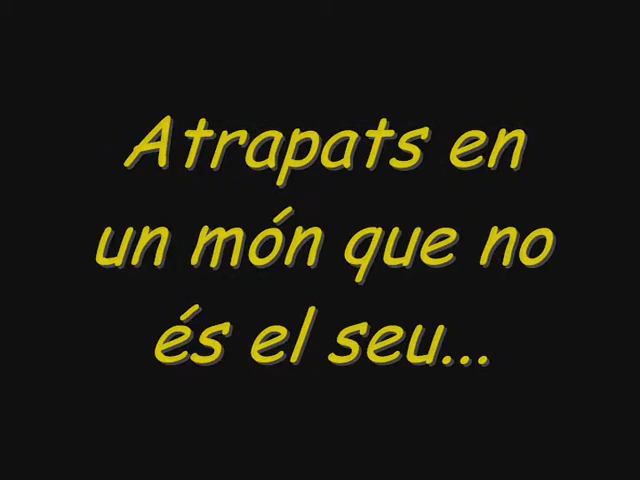 Atrapats en
un món que no
és el seu...